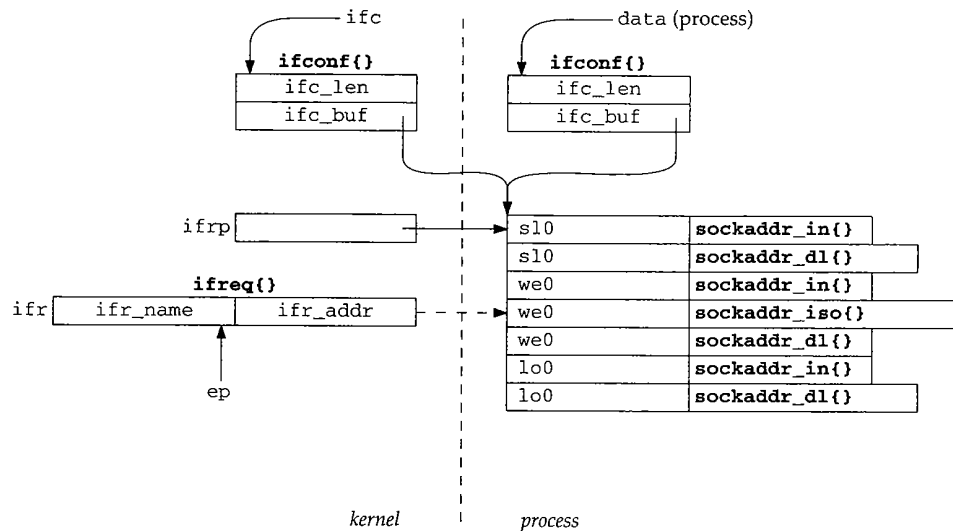 ifc
data (process)
ifconf{}
ifconf{}
ifc_len
ifc_len
ifc_buf
ifc_buf
ifrp
sl0 sockaddr_in{}
sl0 sockaddr_dl{}
ifreq{}
we0 sockaddr_in{}
ifr ifr_name ifr_addr
we0 sockaddr_iso{}
we0 sockaddr_dl{}
ep
lo0 sockaddr_in{}
lo0 sockaddr_dl{}
kernel
process